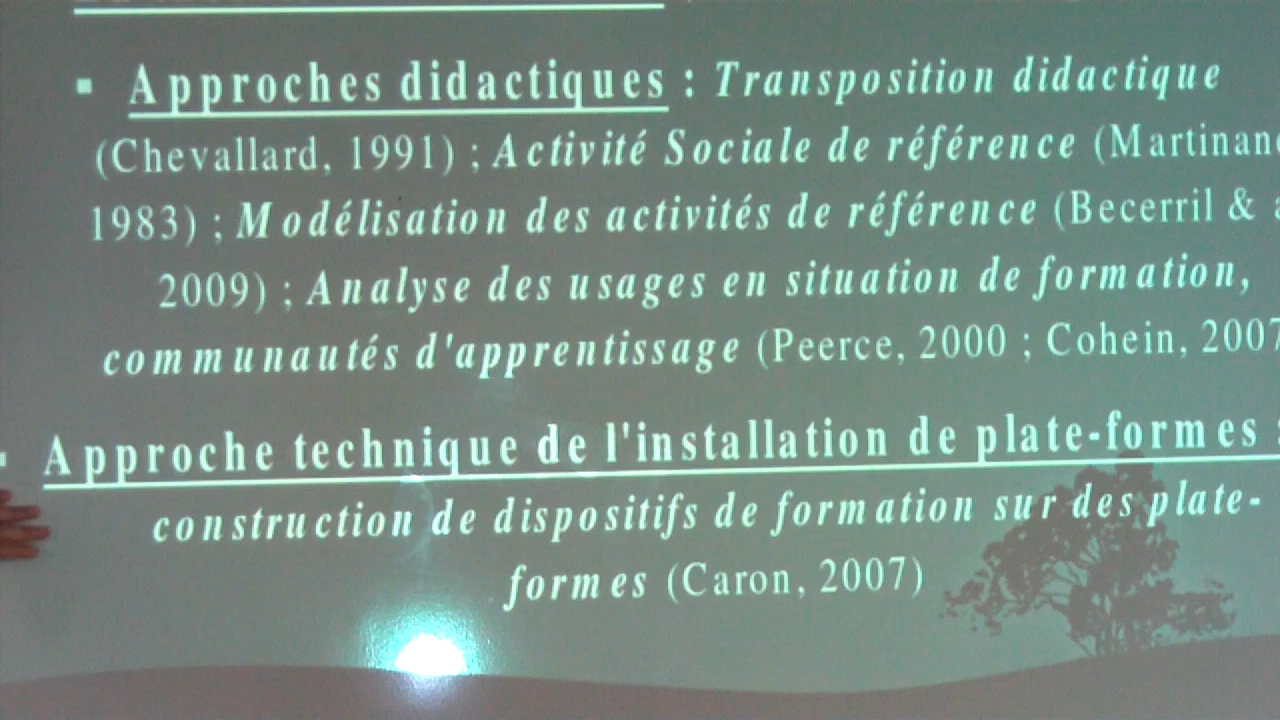 ▪ Approches didactiques : Transposition didactique
(Chevallard, 1991) ; Activité Sociale de référence
1983) ; Modélisation des activités de référence (Becerril &
2009) ; Analyse des usages en situation de formation,
communautés d'apprentissage (Peerce, 2000 ; Cohein, 2007
▪ Approche technique de l'installation de plate-formes :
construction de dispositifs de formation sur des plate-
formes (Caron, 2007)